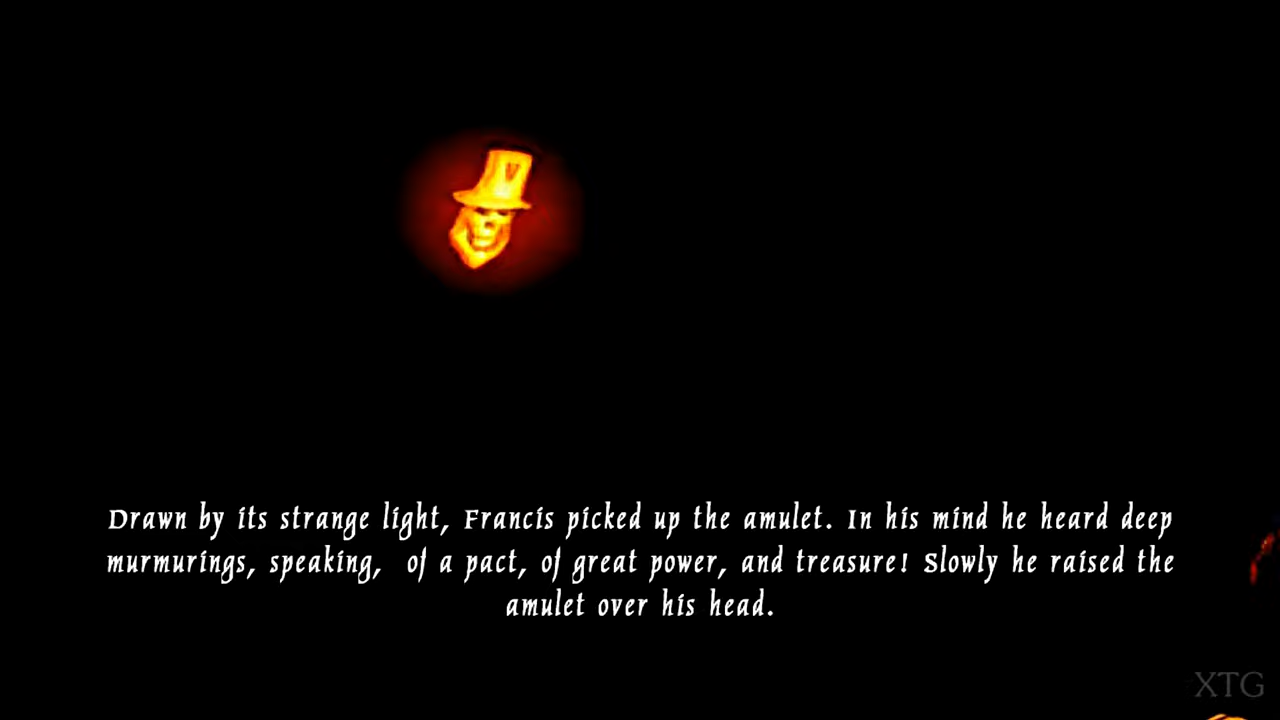 Drawn by its strange light, Francis picked up the amulet. In his mind he heard deep
murmurings, speaking,  of a pact, of great power, and treasure! Slowly he raised the
amulet over his head.
XTG